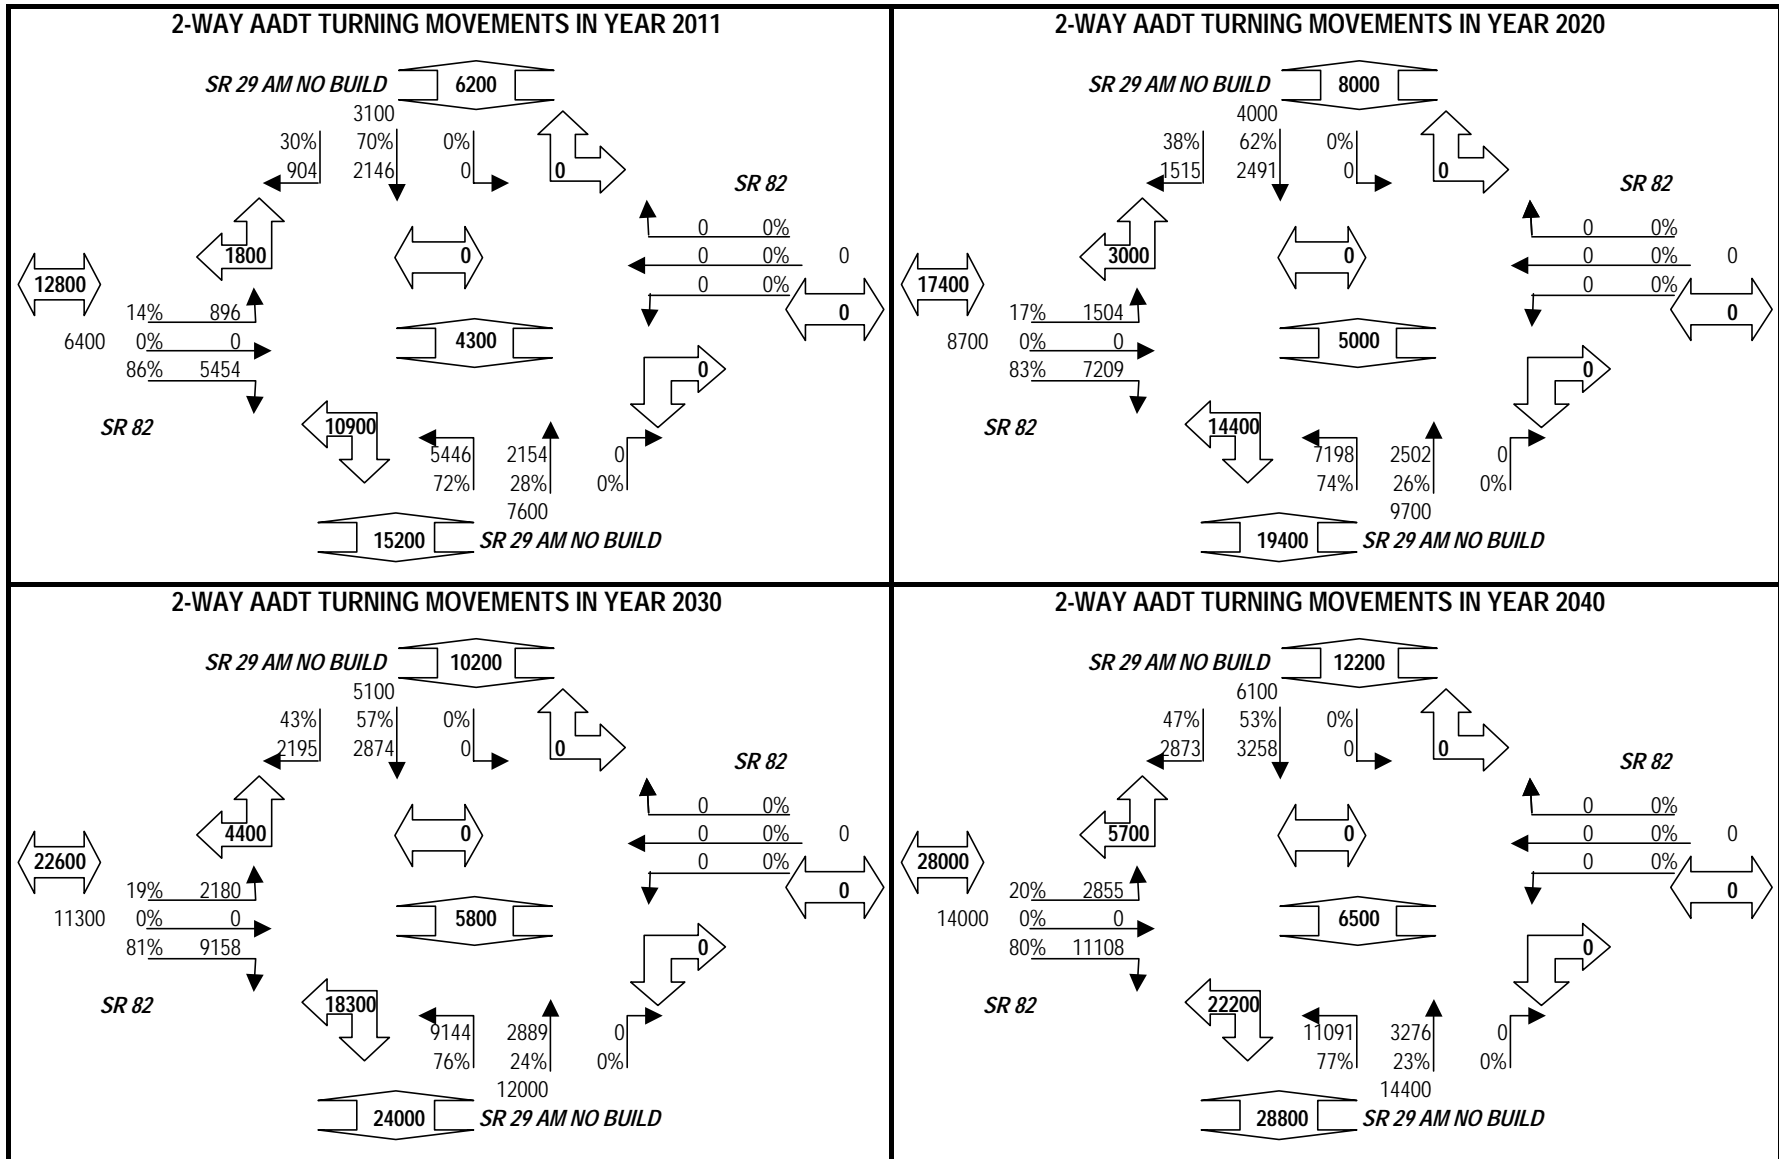 2-WAY AADT TURNING MOVEMENTS IN YEAR 2011
SR 29 AM NO BUILD 6200
3100
30% 70% 0%
904 2146 0 0
SR 82
0 0%
1800 0 0 0% 0
12800 0 0%
0
14% 896
6400 0% 0 4300
86% 5454 0
SR 82 10900
5446 2154 0
72% 28% 0%
7600
15200 SR 29 AM NO BUILD
2-WAY AADT TURNING MOVEMENTS IN YEAR 2020
SR 29 AM NO BUILD 8000
4000
38% 62% 0%
1515 2491 0 0
SR 82
0 0%
3000 0 0 0% 0
17400 0 0%
0
17% 1504
8700 0% 0 5000
83% 7209 0
SR 82 14400
7198 2502 0
74% 26% 0%
9700
19400 SR 29 AM NO BUILD
2-WAY AADT TURNING MOVEMENTS IN YEAR 2030
SR 29 AM NO BUILD 10200
5100
43% 57% 0%
2195 2874 0 0
SR 82
0 0%
4400 0 0 0% 0
22600 0 0%
0
19% 2180
11300 0% 0 5800
81% 9158 0
SR 82 18300
9144 2889 0
76% 24% 0%
12000
24000 SR 29 AM NO BUILD
2-WAY AADT TURNING MOVEMENTS IN YEAR 2040
SR 29 AM NO BUILD 12200
6100
47% 53% 0%
2873 3258 0 0
SR 82
0 0%
5700 0 0 0% 0
28000 0 0%
0
20% 2855
14000 0% 0 6500
80% 11108 0
SR 82 22200
11091 3276 0
77% 23% 0%
14400
28800 SR 29 AM NO BUILD